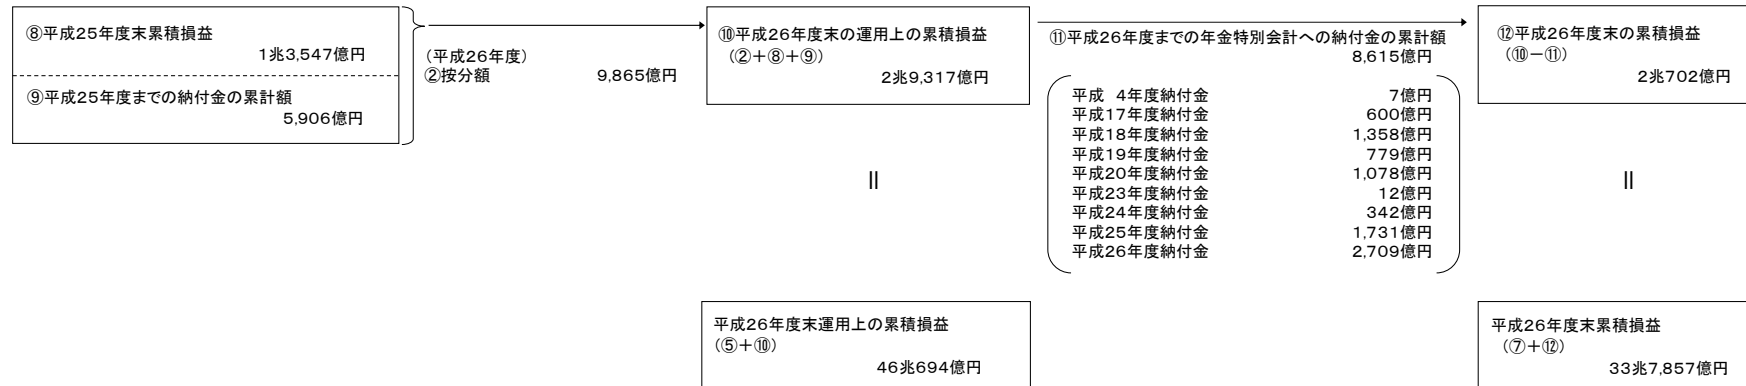 ⑧平成25年度末累積損益
1兆3,547億円
⑨平成25年度までの納付金の累計額
5,906億円
(平成26年度)
②按分額 9,865億円
⑩平成26年度末の運用上の累積損益
(②+⑧+⑨)
2兆9,317億円
⑪平成26年度までの年金特別会計への納付金の累計額
8,615億円
平成 4年度納付金 7億円
平成17年度納付金 600億円
平成18年度納付金 1,358億円
平成19年度納付金 779億円
平成20年度納付金 1,078億円
平成23年度納付金 12億円
平成24年度納付金 342億円
平成25年度納付金 1,731億円
平成26年度納付金 2,709億円
⑫平成26年度末の累積損益
(⑩-⑪)
2兆702億円
||
||
平成26年度末運用上の累積損益
(⑤+⑩)
46兆694億円
平成26年度末累積損益
(⑦+⑫)
33兆7,857億円